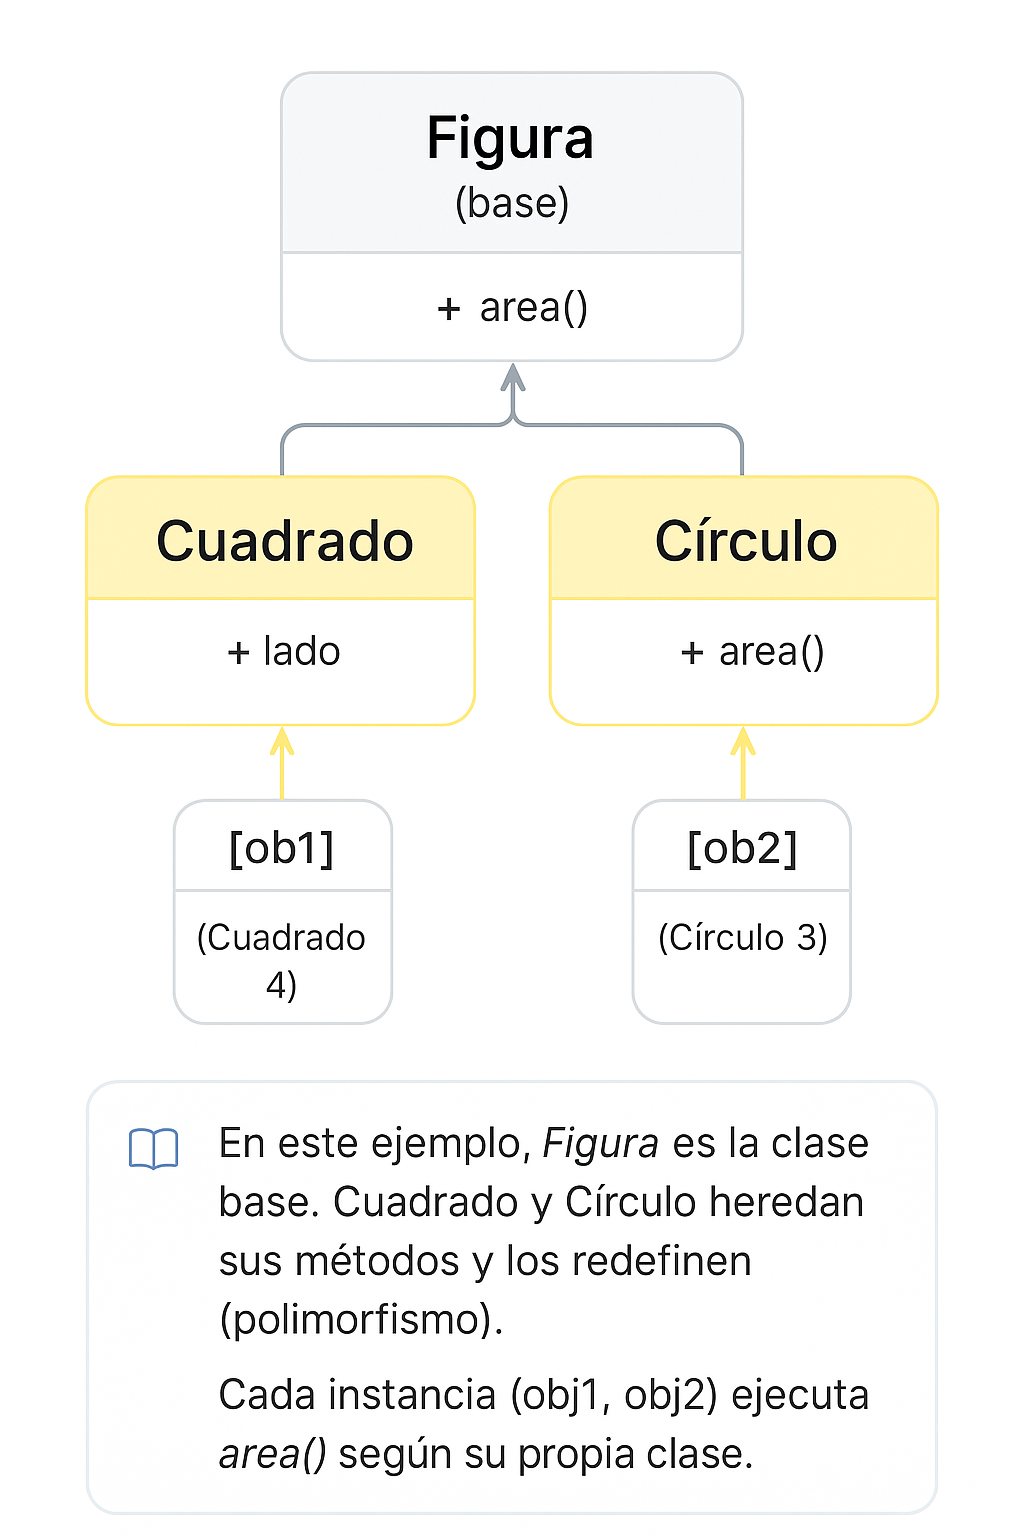 Figura
(base)
+ area()
Cuadrado
+ lado
Círculo
+ area()
[ob1]
(Cuadrado
4)
[ob2]
(Círculo 3)
En este ejemplo, Figura es la clase
base. Cuadrado y Círculo heredan
sus métodos y los redefinen
(polimorfismo).
Cada instancia (obj1, obj2) ejecuta
area() según su propia clase.